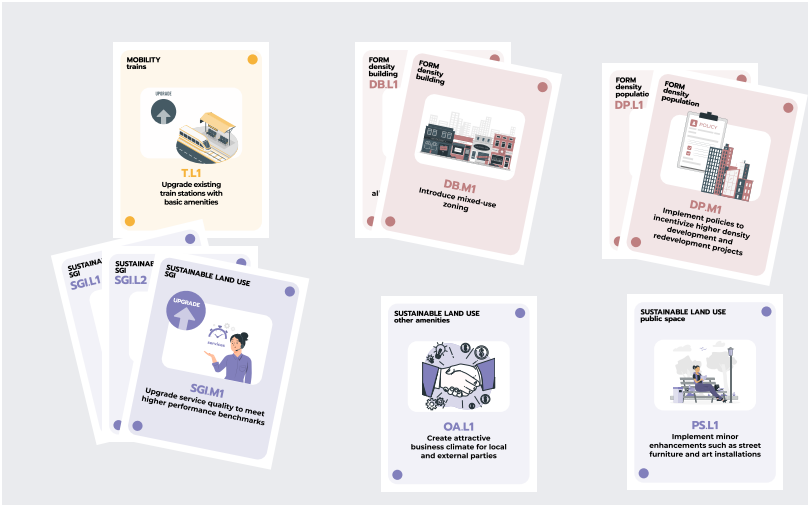 MOBILITY
trains
UPGRADE
T.L1
Upgrade existing
train stations with
basic amenities
FORM
density
building
DB.L1
al
FORM
density
building
DB.M1
Introduce mixed-use
zoning
FORM
density
populatio
DP.L1
FORM
density
population
POLICY
DP.M1
Implement policies to
incentivize higher density
development and
redevelopment projects
SUSTAINA
SGI
SGI.L1
SUSTAINAB
SGI
SGI.L2
SUSTAINABLE LAND USE
SGI
UPGRADE
services
SGI.M1
Upgrade service quality to meet
higher performance benchmarks
SUSTAINABLE LAND USE
other amenities
OA.L1
Create attractive
business climate for local
and external parties
SUSTAINABLE LAND USE
public space
PS.L1
Implement minor
enhancements such as street
furniture and art installations